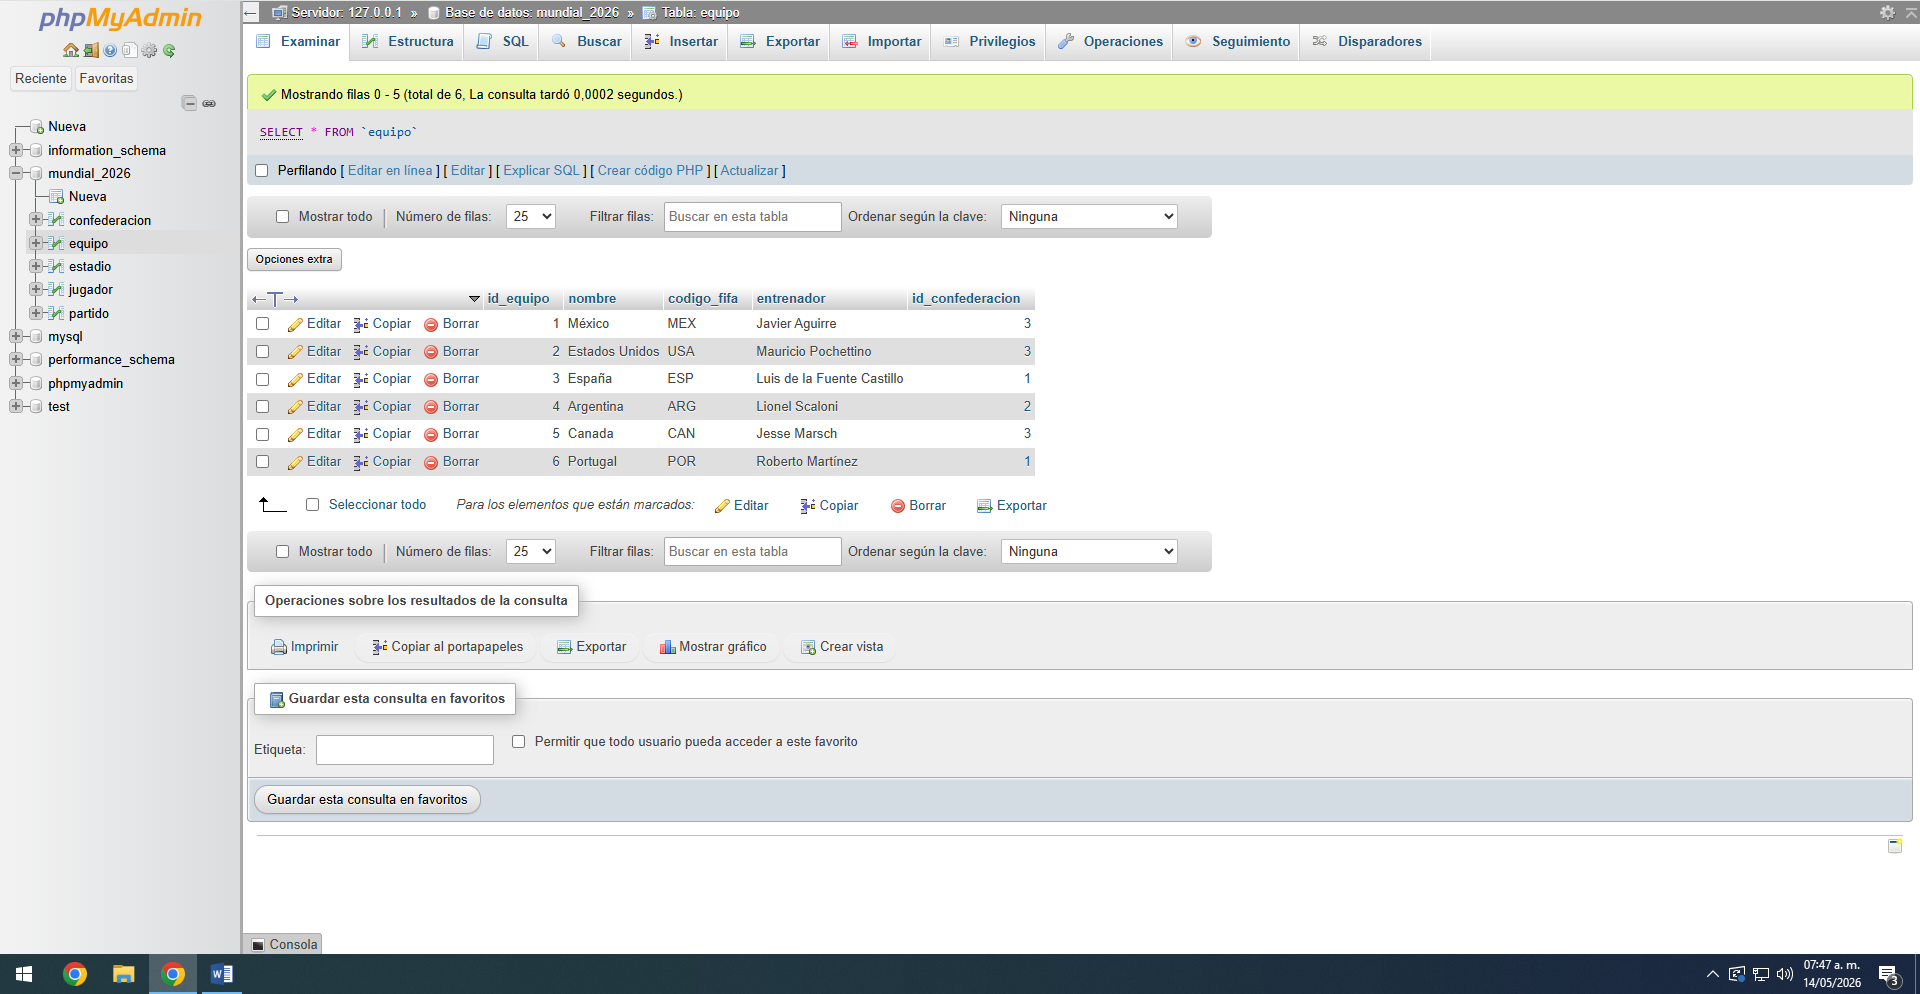 phpMyAdmin
Reciente Favoritas
Nueva
information_schema
mundial_2026
Nueva
confederacion
equipo
estadio
jugador
partido
mysql
performance_schema
phpmyadmin
test
Servidor: 127.0.0.1 » Base de datos: mundial_2026 » Tabla: equipo
Examinar Estructura SQL Buscar Insertar Exportar Importar Privilegios Operaciones Seguimiento Disparadores
Mostrando filas 0 - 5 (total de 6, La consulta tardó 0,0002 segundos.)
SELECT * FROM `equipo`
Perfilando [ Editar en línea ] [ Editar ] [ Explicar SQL ] [ Crear código PHP ] [ Actualizar ]
Mostrar todo | Número de filas: 25 Filtrar filas: Buscar en esta tabla Ordenar según la clave: Ninguna
Opciones extra
←T→ id_equipo nombre codigo_fifa entrenador id_confederacion
Editar Copiar Borrar 1 México MEX Javier Aguirre 3
Editar Copiar Borrar 2 Estados Unidos USA Mauricio Pochettino 3
Editar Copiar Borrar 3 España ESP Luis de la Fuente Castillo 1
Editar Copiar Borrar 4 Argentina ARG Lionel Scaloni 2
Editar Copiar Borrar 5 Canada CAN Jesse Marsch 3
Editar Copiar Borrar 6 Portugal POR Roberto Martínez 1
Seleccionar todo Para los elementos que están marcados: Editar Copiar Borrar Exportar
Mostrar todo | Número de filas: 25 Filtrar filas: Buscar en esta tabla Ordenar según la clave: Ninguna
Operaciones sobre los resultados de la consulta
Imprimir Copiar al portapapeles Exportar Mostrar gráfico Crear vista
Guardar esta consulta en favoritos
Etiqueta: Permitir que todo usuario pueda acceder a este favorito
Guardar esta consulta en favoritos
Consola
07:47 a. m.
14/05/2026
3